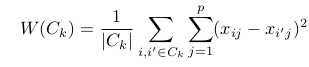 $W(C_k) = \frac{1}{|C_k|} \sum_{i,i' \in C_k} \sum_{j=1}^{p} (x_{ij} - x_{i'j})^2$